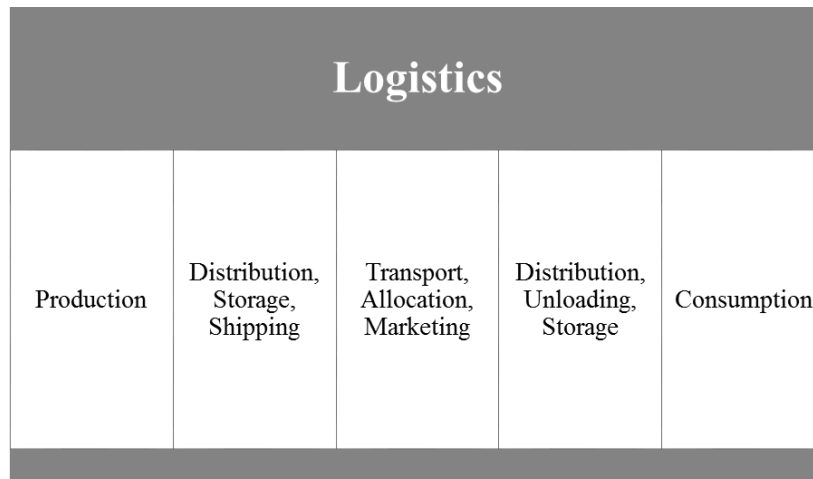 Logistics
Production
Distribution,
Storage,
Shipping
Transport,
Allocation,
Marketing
Distribution,
Unloading,
Storage
Consumption